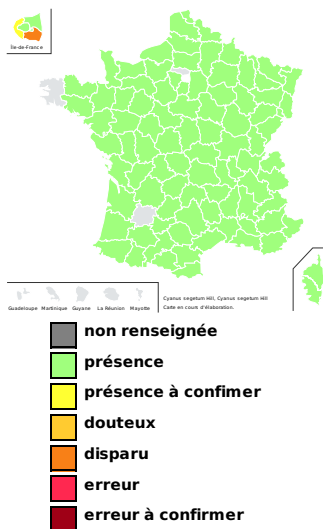 Île-de-France
Guadeloupe Martinique Guyane La Réunion Mayotte
Cyanus segetum Hill, Cyanus segetum Hill
Carte en cours d'élaboration.
non renseignée
présence
présence à confimer
douteux
disparu
erreur
erreur à confirmer